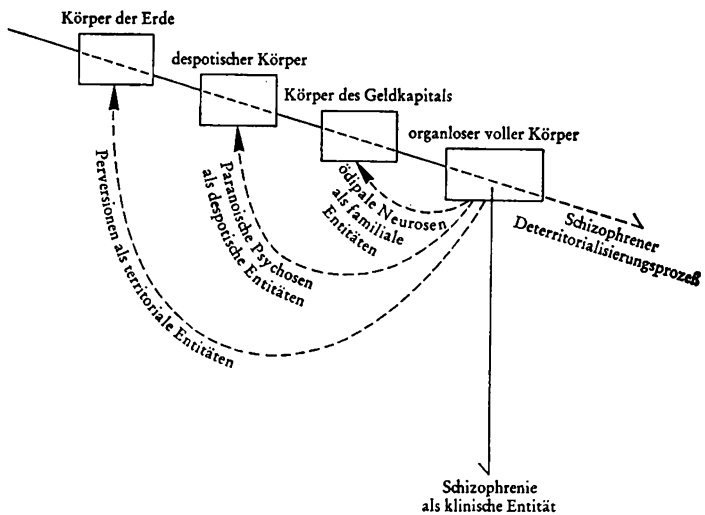 Körper der Erde
despotischer Körper
Körper des Geldkapitals
organloser voller Körper
Perversionen als territoriale Entitäten
Paranoische Psychosen
als despotische Entitäten
ödipale Neurosen
als familiale
Entitäten
Schizophrener
Deterritorialisierungsprozeß
Schizophrenie
als klinische Entität